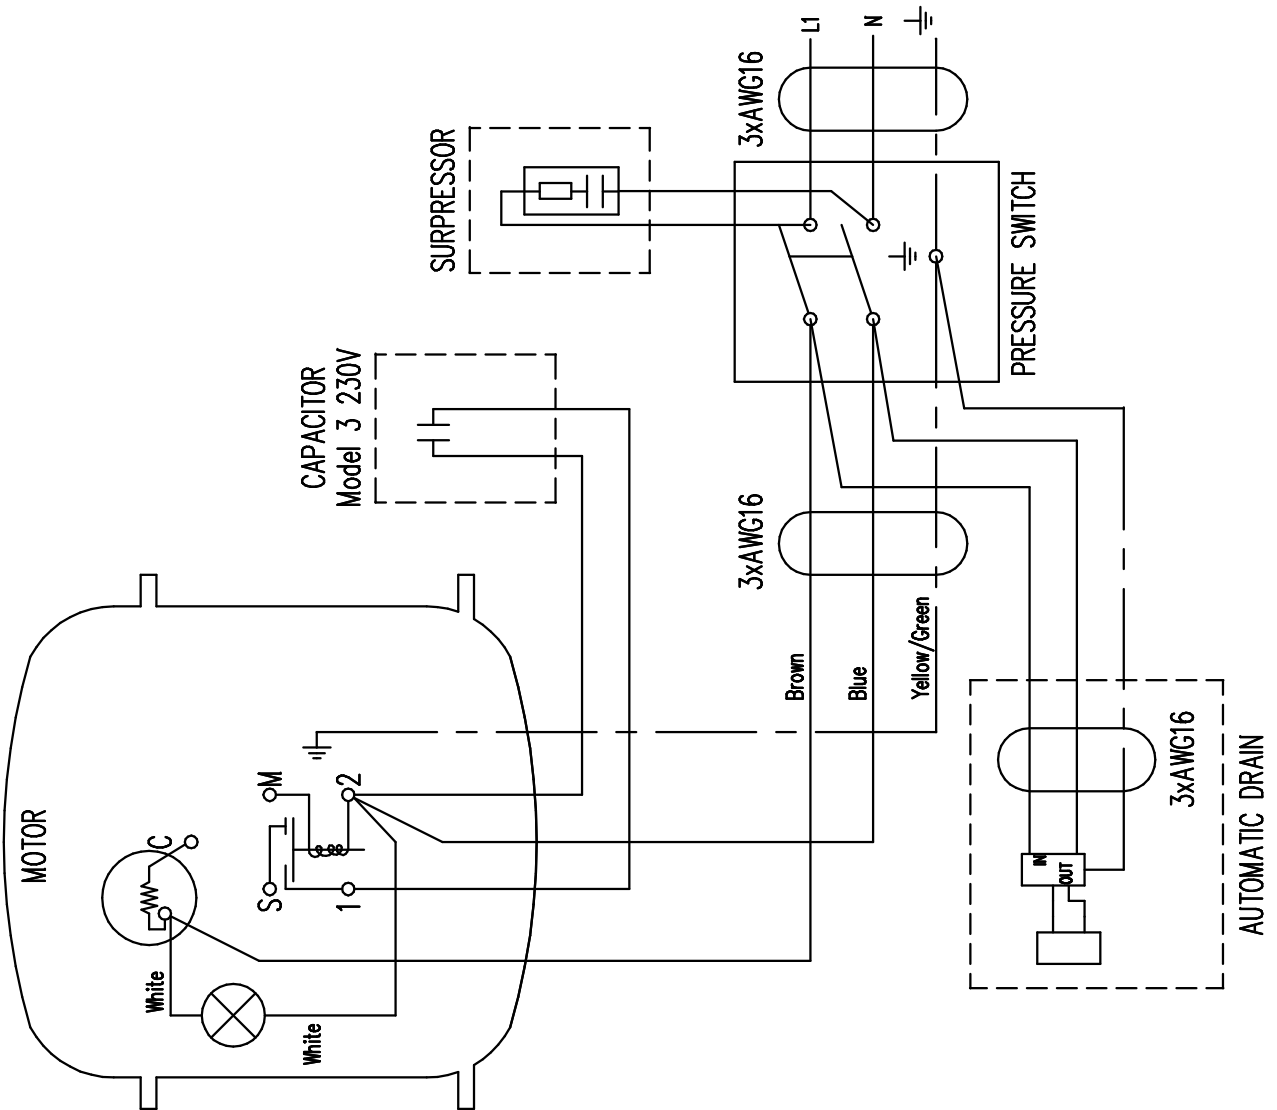 MOTOR
C
S
M
1
2
White
White
CAPACITOR
Model 3 230V
SURPRESSOR
3xAWG16
L1
N
PRESSURE SWITCH
3xAWG16
Brown
Blue
Yellow/Green
3xAWG16
IN
OUT
AUTOMATIC DRAIN